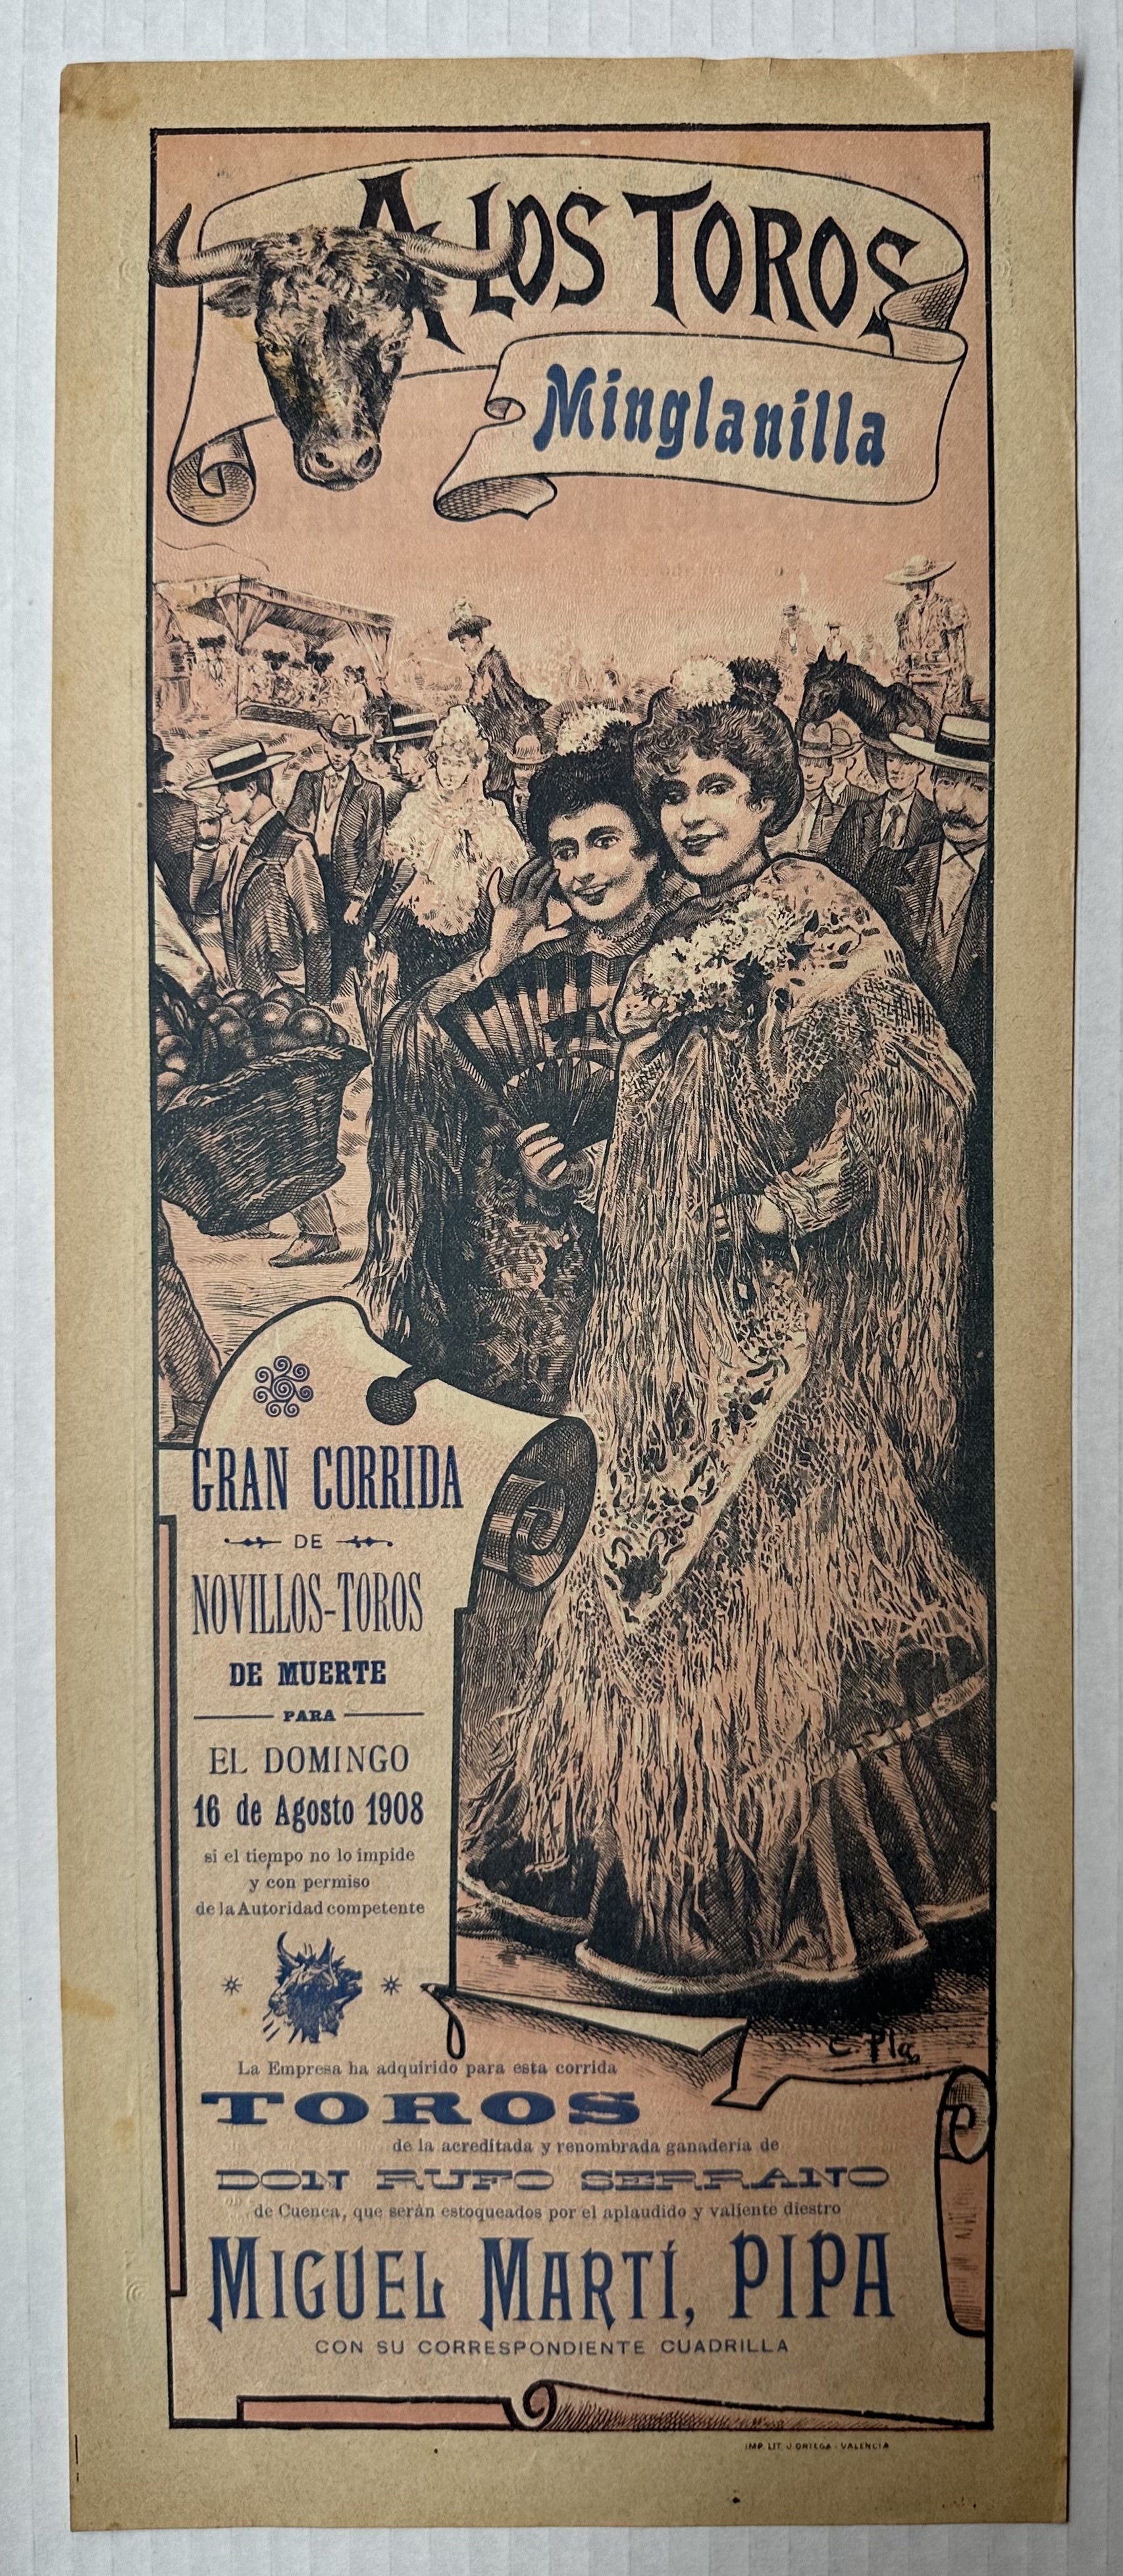 A LOS TOROS
Minglanilla
GRAN CORRIDA
DE
NOVILLOS-TOROS
DE MUERTE
PARA
EL DOMINGO
16 de Agosto 1908
si el tiempo no lo impide
y con permiso
de la Autoridad competente
C. Pla
La Empresa ha adquirido para esta corrida
TOROS
de la acreditada y renombrada ganadería de
DON RUFO SERRANO
de Cuenca, que serán estoqueados por el aplaudido y valiente diestro
MIGUEL MARTÍ, PIPA
CON SU CORRESPONDIENTE CUADRILLA
IMP. LIT. J. ORTEGA - VALENCIA